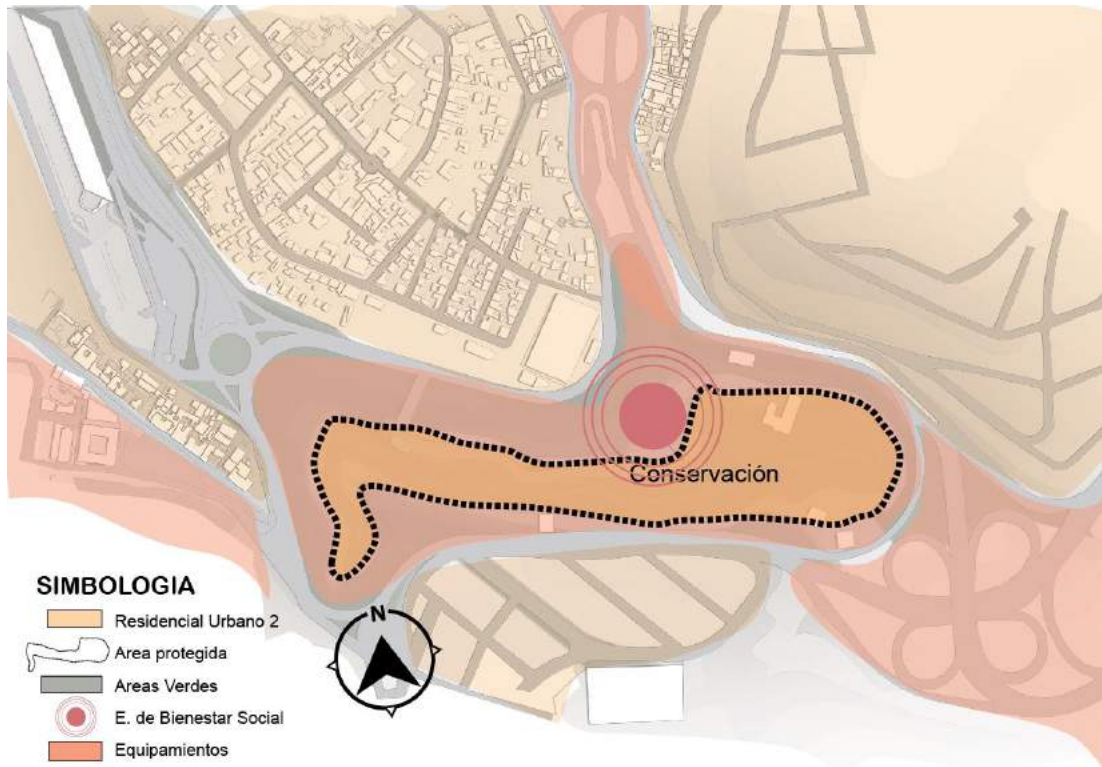 Conservación
SIMBOLOGIA
Residencial Urbano 2
Area protegida
Areas Verdes
E. de Bienestar Social
Equipamientos
N